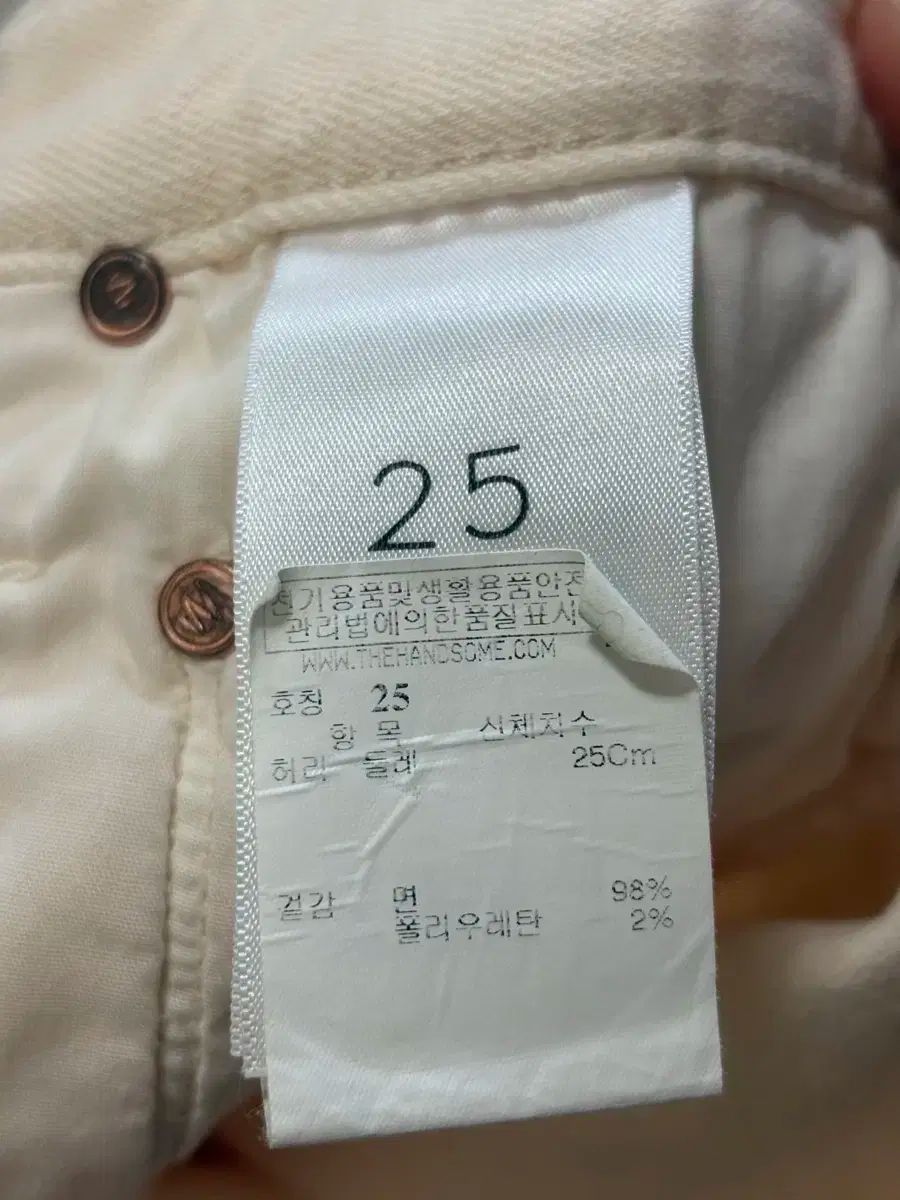 25
전기용품및생활용품안전
관리법에의한품질표시
WWW.THEHANDSOME.COM
호칭 25
항 목 신체치수
허리 둘레 25Cm
겉감 면 98%
폴리우레탄 2%